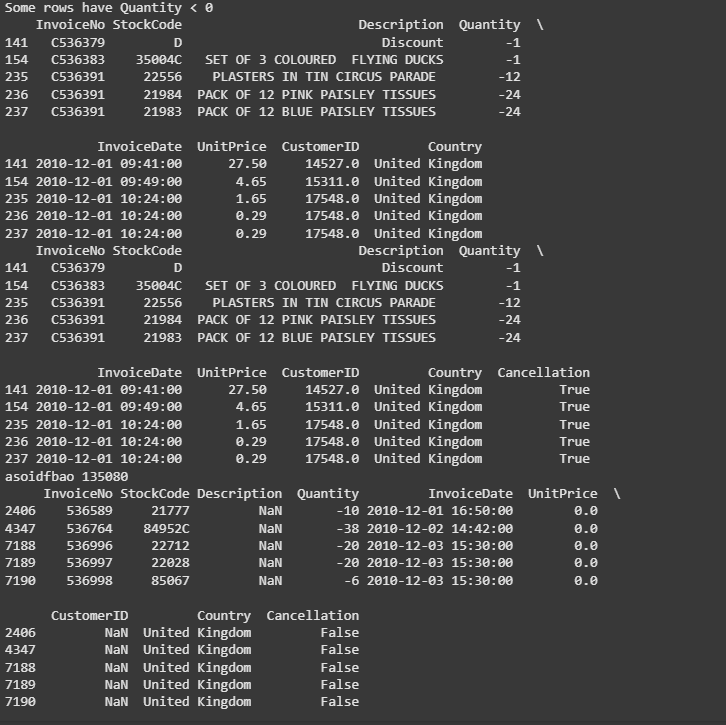 Some rows have Quantity < 0
    InvoiceNo StockCode                       Description  Quantity  \
141   C536379         D                          Discount        -1
154   C536383    35004C   SET OF 3 COLOURED  FLYING DUCKS        -1
235   C536391     22556    PLASTERS IN TIN CIRCUS PARADE        -12
236   C536391     21984  PACK OF 12 PINK PAISLEY TISSUES        -24
237   C536391     21983  PACK OF 12 BLUE PAISLEY TISSUES        -24
            InvoiceDate  UnitPrice  CustomerID         Country
141 2010-12-01 09:41:00      27.50     14527.0  United Kingdom
154 2010-12-01 09:49:00       4.65     15311.0  United Kingdom
235 2010-12-01 10:24:00       1.65     17548.0  United Kingdom
236 2010-12-01 10:24:00       0.29     17548.0  United Kingdom
237 2010-12-01 10:24:00       0.29     17548.0  United Kingdom
    InvoiceNo StockCode                       Description  Quantity  \
141   C536379         D                          Discount        -1
154   C536383    35004C   SET OF 3 COLOURED  FLYING DUCKS        -1
235   C536391     22556    PLASTERS IN TIN CIRCUS PARADE        -12
236   C536391     21984  PACK OF 12 PINK PAISLEY TISSUES        -24
237   C536391     21983  PACK OF 12 BLUE PAISLEY TISSUES        -24
            InvoiceDate  UnitPrice  CustomerID         Country  Cancellation
141 2010-12-01 09:41:00      27.50     14527.0  United Kingdom          True
154 2010-12-01 09:49:00       4.65     15311.0  United Kingdom          True
235 2010-12-01 10:24:00       1.65     17548.0  United Kingdom          True
236 2010-12-01 10:24:00       0.29     17548.0  United Kingdom          True
237 2010-12-01 10:24:00       0.29     17548.0  United Kingdom          True
asoidfbao 135080
     InvoiceNo StockCode Description  Quantity         InvoiceDate  UnitPrice  \
2406    536589     21777         NaN       -10 2010-12-01 16:50:00        0.0
4347    536764    84952C         NaN       -38 2010-12-02 14:42:00        0.0
7188    536996     22712         NaN       -20 2010-12-03 15:30:00        0.0
7189    536997     22028         NaN       -20 2010-12-03 15:30:00        0.0
7190    536998     85067         NaN        -6 2010-12-03 15:30:00        0.0
      CustomerID         Country  Cancellation
2406         NaN  United Kingdom         False
4347         NaN  United Kingdom         False
7188         NaN  United Kingdom         False
7189         NaN  United Kingdom         False
7190         NaN  United Kingdom         False